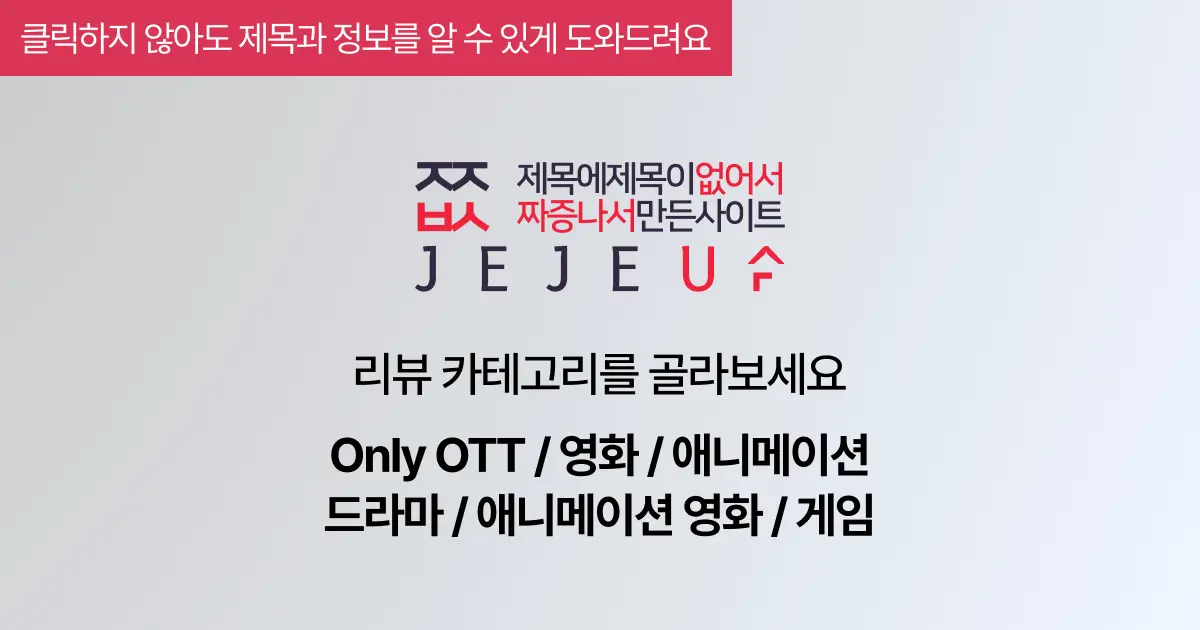 클릭하지 않아도 제목과 정보를 알 수 있게 도와드려요
제목에제목이없어서
짜증나서만든사이트
JEJEU
리뷰 카테고리를 골라보세요
Only OTT / 영화 / 애니메이션
드라마 / 애니메이션 영화 / 게임